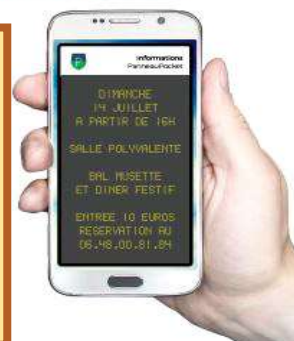 Informations
PanneauPocket
DIMANCHE
14 JUILLET
A PARTIR DE 16H
SALLE POLYVALENTE
BAL MUSETTE
ET DINER FESTIF
ENTREE 10 EUROS
RESERVATION AU
06.48.00.81.84